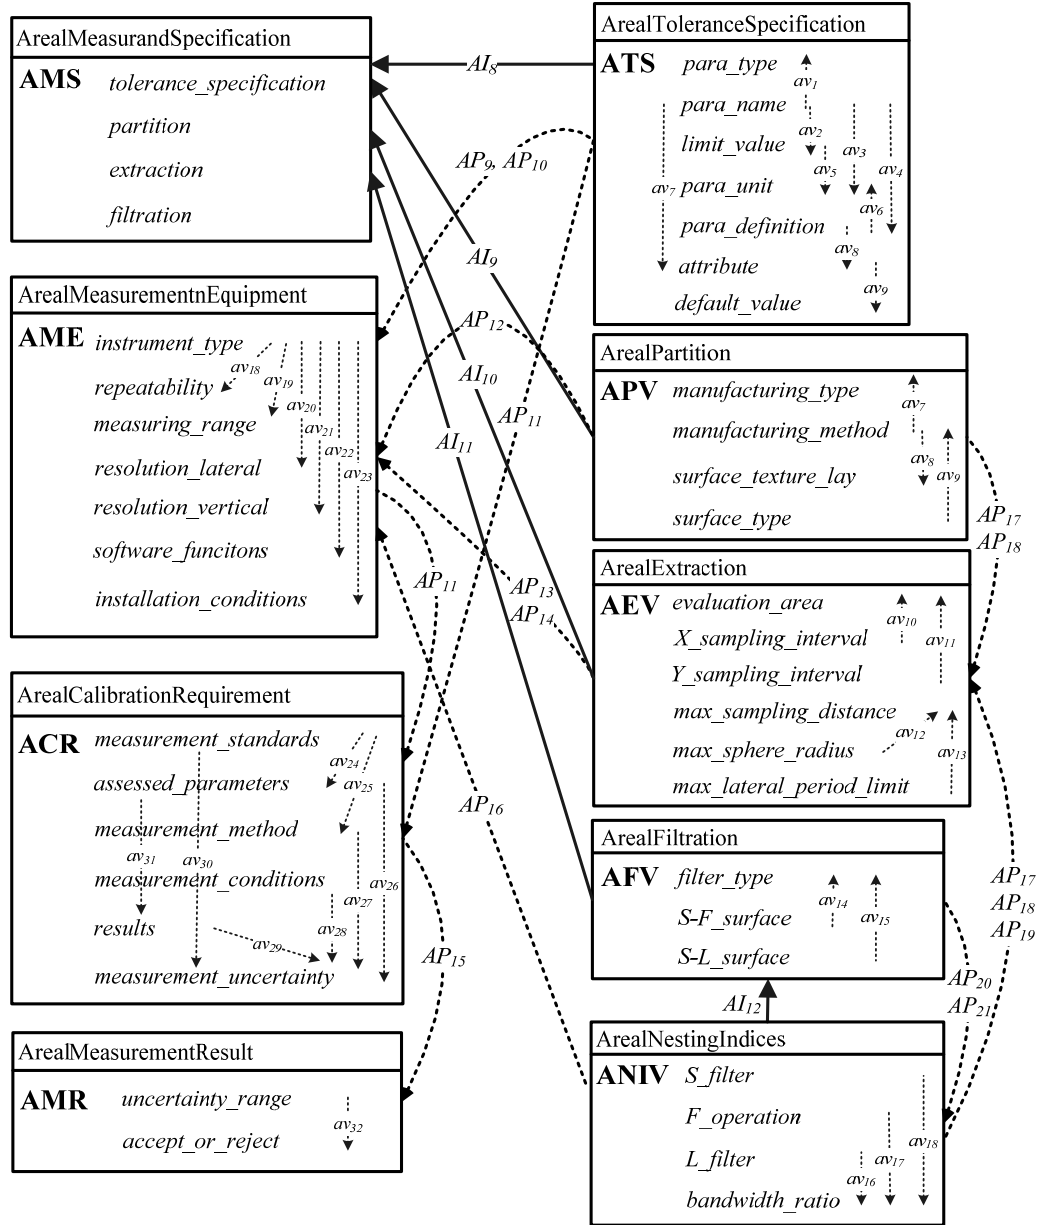 ArealMeasurandSpecification
AMS
tolerance_specification
partition
extraction
filtration
ArealMeasurementnEquipment
AME
instrument_type
repeatability
measuring_range
resolution_lateral
resolution_vertical
software_funcitons
installation_conditions
av18
av19
av20
av21
av22
av23
ArealCalibrationRequirement
ACR
measurement_standards
assessed_parameters
measurement_method
measurement_conditions
results
measurement_uncertainty
av24
av25
av31
av30
av26
av27
av28
av29
ArealMeasurementResult
AMR
uncertainty_range
accept_or_reject
av32
AI8
AP9, AP10
AI9
AP12
AI10
AP11
AI11
AP11
AP13
AP14
AP16
AP15
AI12
ArealToleranceSpecification
ATS
para_type
para_name
limit_value
para_unit
para_definition
attribute
default_value
av1
av2
av3
av4
av5
av7
av6
av8
av9
ArealPartition
APV
manufacturing_type
manufacturing_method
surface_texture_lay
surface_type
av7
av8
av9
AP17
AP18
ArealExtraction
AEV
evaluation_area
X_sampling_interval
Y_sampling_interval
max_sampling_distance
max_sphere_radius
max_lateral_period_limit
av10
av11
av12
av13
ArealFiltration
AFV
filter_type
S-F_surface
S-L_surface
av14
av15
AP17
AP18
AP19
AP20
AP21
ArealNestingIndices
ANIV
S_filter
F_operation
L_filter
bandwidth_ratio
av18
av17
av16